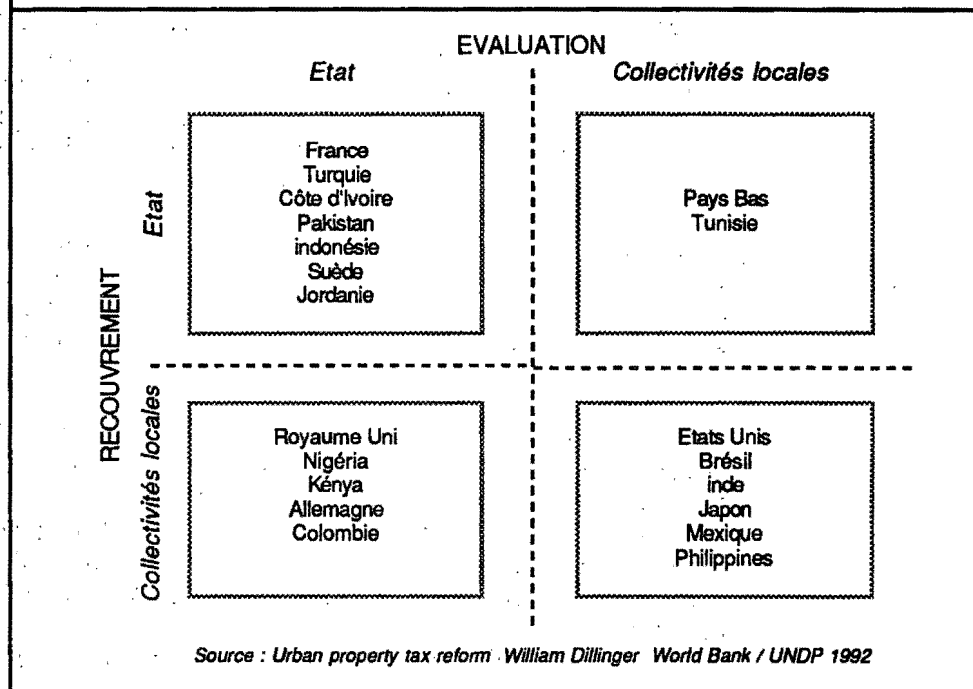 EVALUATION
Etat
Collectivités locales
RECOUVREMENT
Etat
France
Turquie
Côte d'Ivoire
Pakistan
indonésie
Suède
Jordanie
Pays Bas
Tunisie
Collectivités locales
Royaume Uni
Nigéria
Kénya
Allemagne
Colombie
Etats Unis
Brésil
inde
Japon
Mexique
Philippines
Source : Urban property tax reform William Dillinger World Bank / UNDP 1992